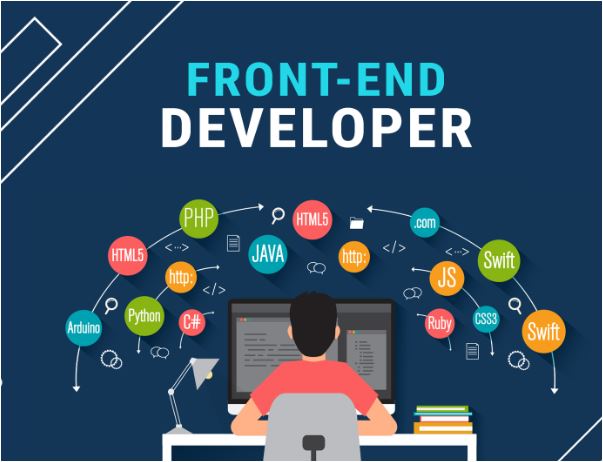 FRONT-END
DEVELOPER
PHP
HTML5
.com
HTML5
JAVA
http:
Swift
http:
JS
Arduino
Python
C#
Ruby
CSS3
Swift
<···>
</>
<···>
</>
</>
</>